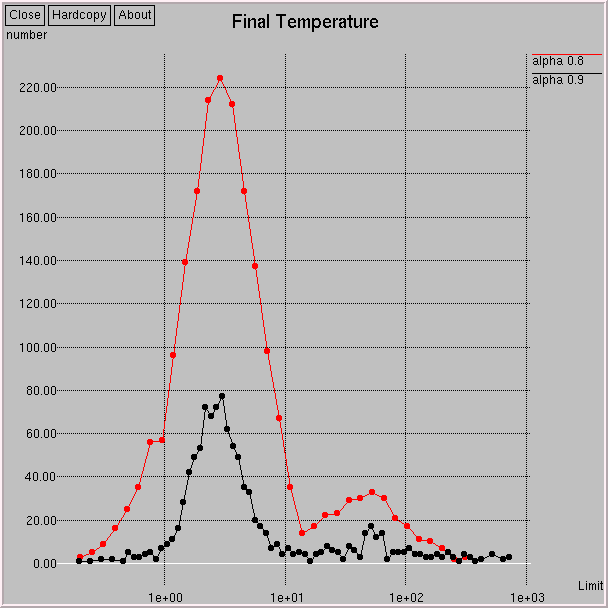 Close Hardcopy About
Final Temperature
number
alpha 0.8
alpha 0.9
220.00
200.00
180.00
160.00
140.00
120.00
100.00
80.00
60.00
40.00
20.00
0.00
Limit
1e+00 1e+01 1e+02 1e+03